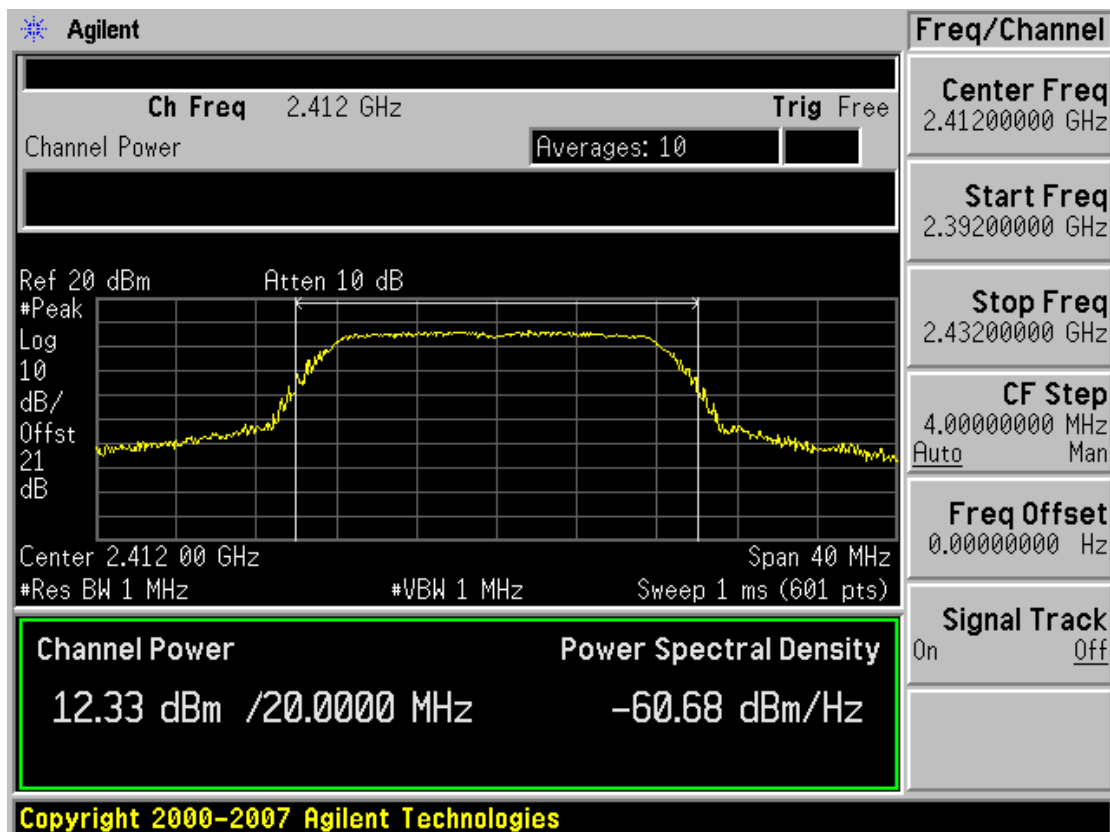 Agilent
Freq/Channel
Ch Freq 2.412 GHz Trig Free
Channel Power Averages: 10
Ref 20 dBm Atten 10 dB
#Peak
Log
10
dB/
Offst
21
dB
Center 2.412 00 GHz Span 40 MHz
#Res BW 1 MHz #VBW 1 MHz Sweep 1 ms (601 pts)
Channel Power Power Spectral Density
12.33 dBm /20.0000 MHz -60.68 dBm/Hz
Center Freq
2.41200000 GHz
Start Freq
2.39200000 GHz
Stop Freq
2.43200000 GHz
CF Step
4.00000000 MHz
Auto Man
Freq Offset
0.00000000 Hz
Signal Track
On Off
Copyright 2000-2007 Agilent Technologies